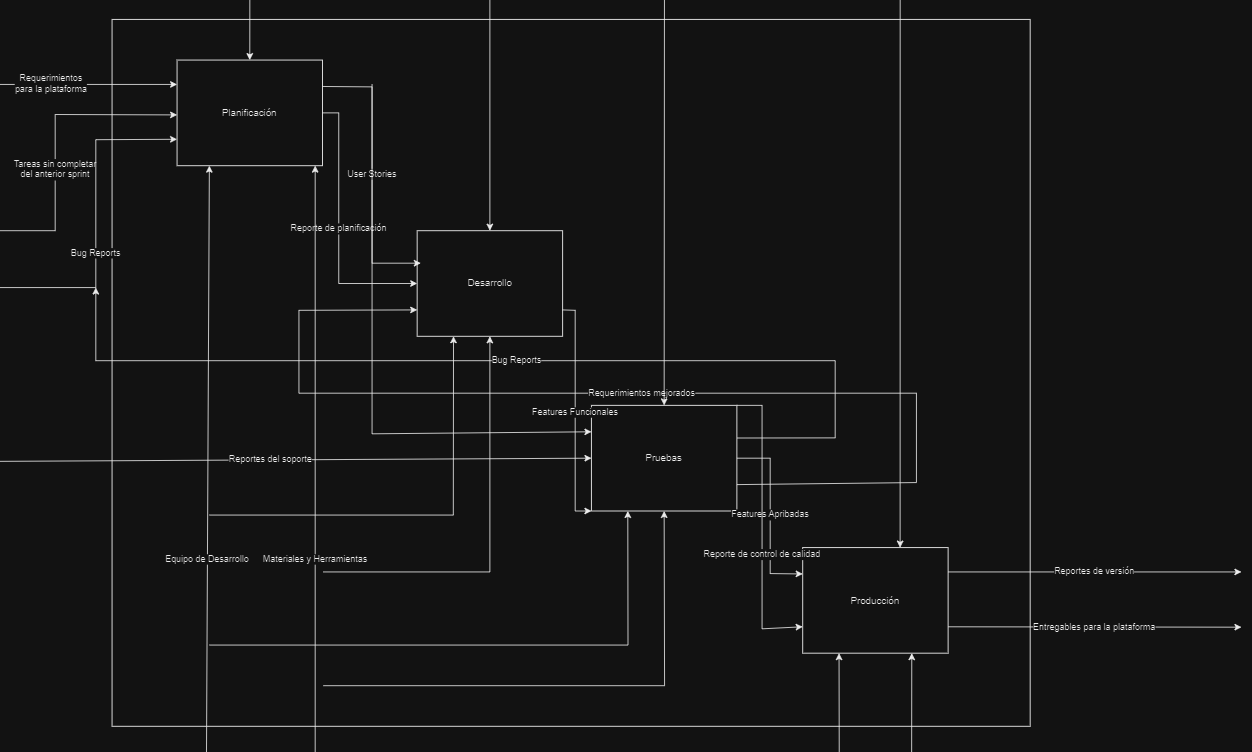 Requerimientos
para la plataforma
Planificación
Tareas sin completar
del anterior sprint
User Stories
Reporte de planificación
Bug Reports
Desarrollo
Bug Reports
Requerimientos mejorados
Features Funcionales
Reportes del soporte
Pruebas
Features Apribadas
Equipo de Desarrollo
Materiales y Herramientas
Reporte de control de calidad
Producción
Reportes de versión
Entregables para la plataforma